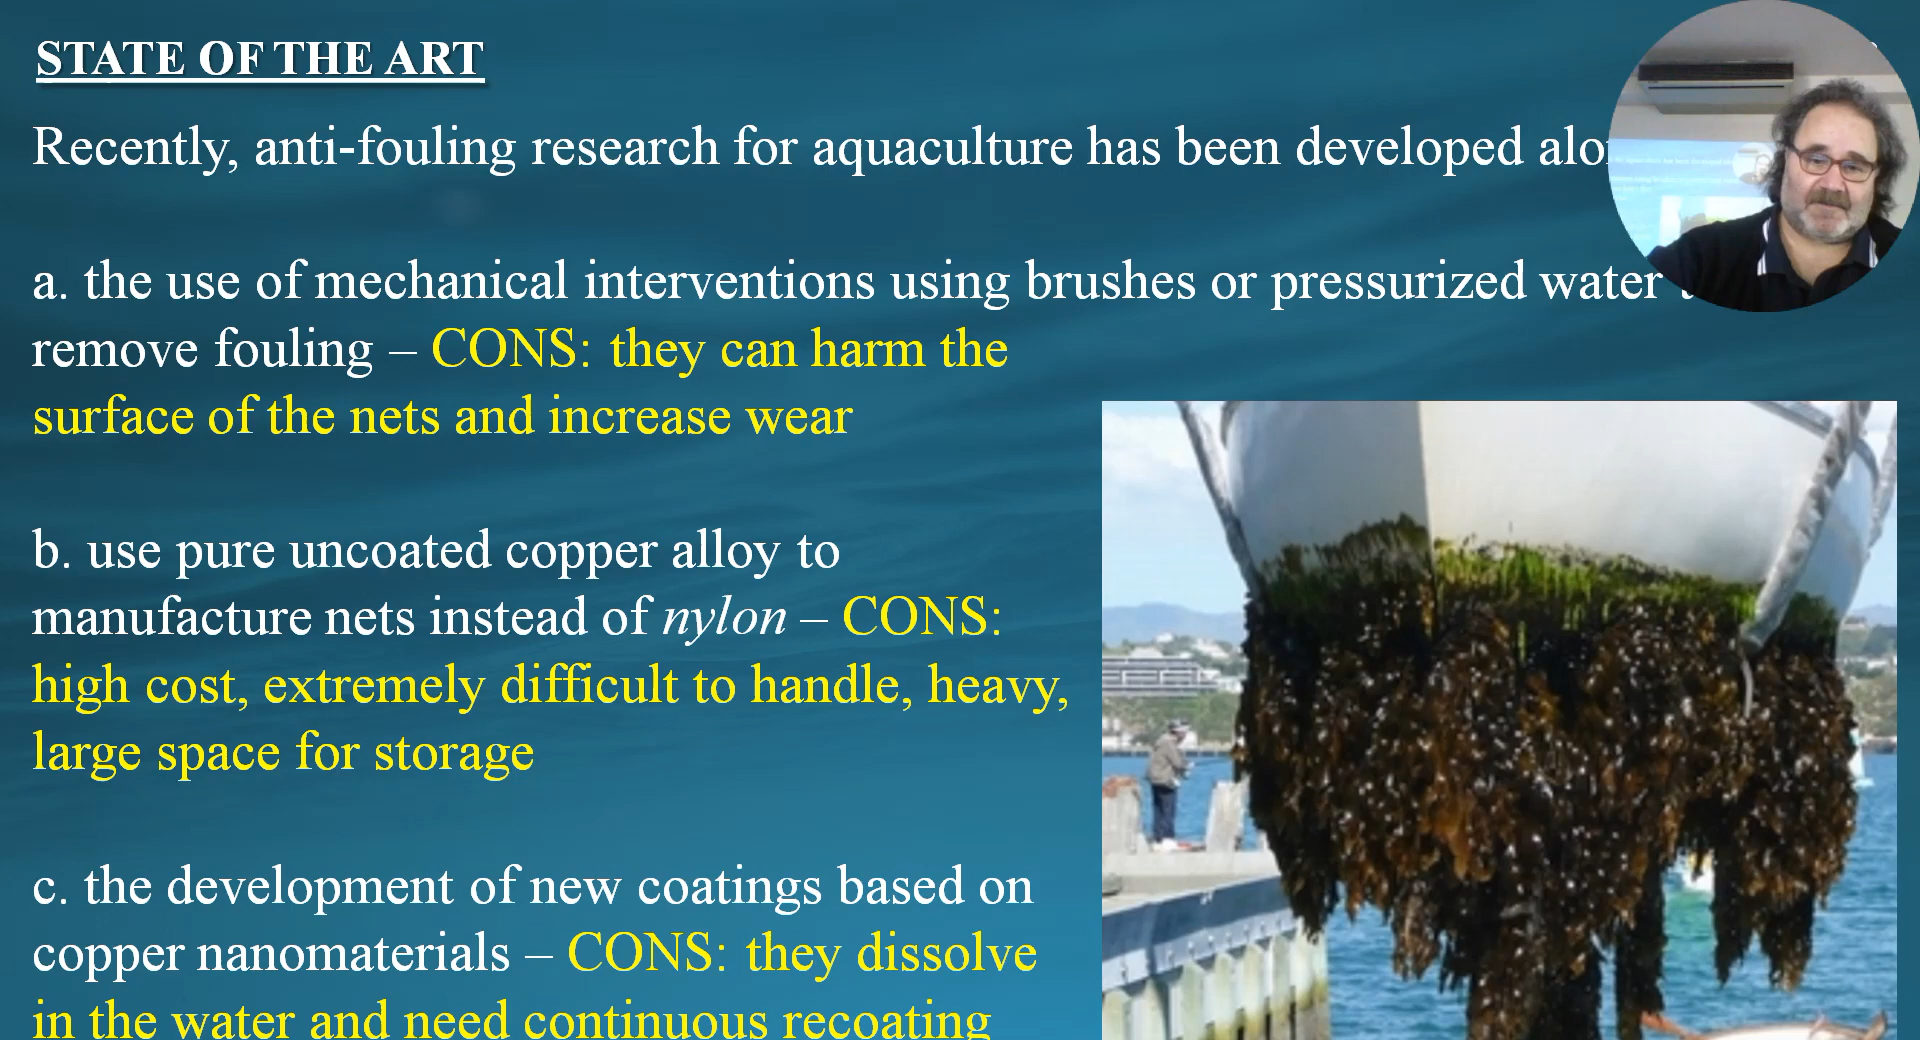 STATE OF THE ART
Recently, anti-fouling research for aquaculture has been developed
a. the use of mechanical interventions using brushes or pressurized water
remove fouling – CONS: they can harm the
surface of the nets and increase wear
b. use pure uncoated copper alloy to
manufacture nets instead of nylon – CONS:
high cost, extremely difficult to handle, heavy,
large space for storage
c. the development of new coatings based on
copper nanomaterials – CONS: they dissolve
in the water and need continuous recoating